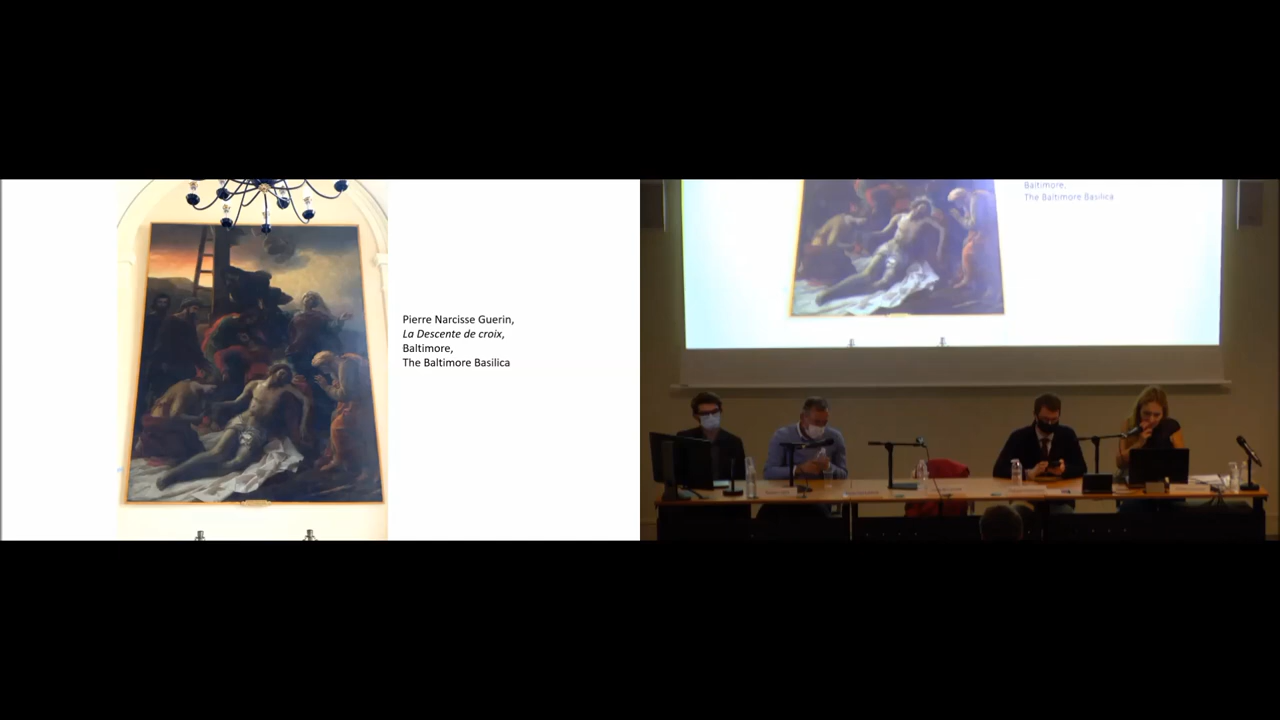 Pierre Narcisse Guerin,
La Descente de croix,
Baltimore,
The Baltimore Basilica
Baltimore,
The Baltimore Basilica